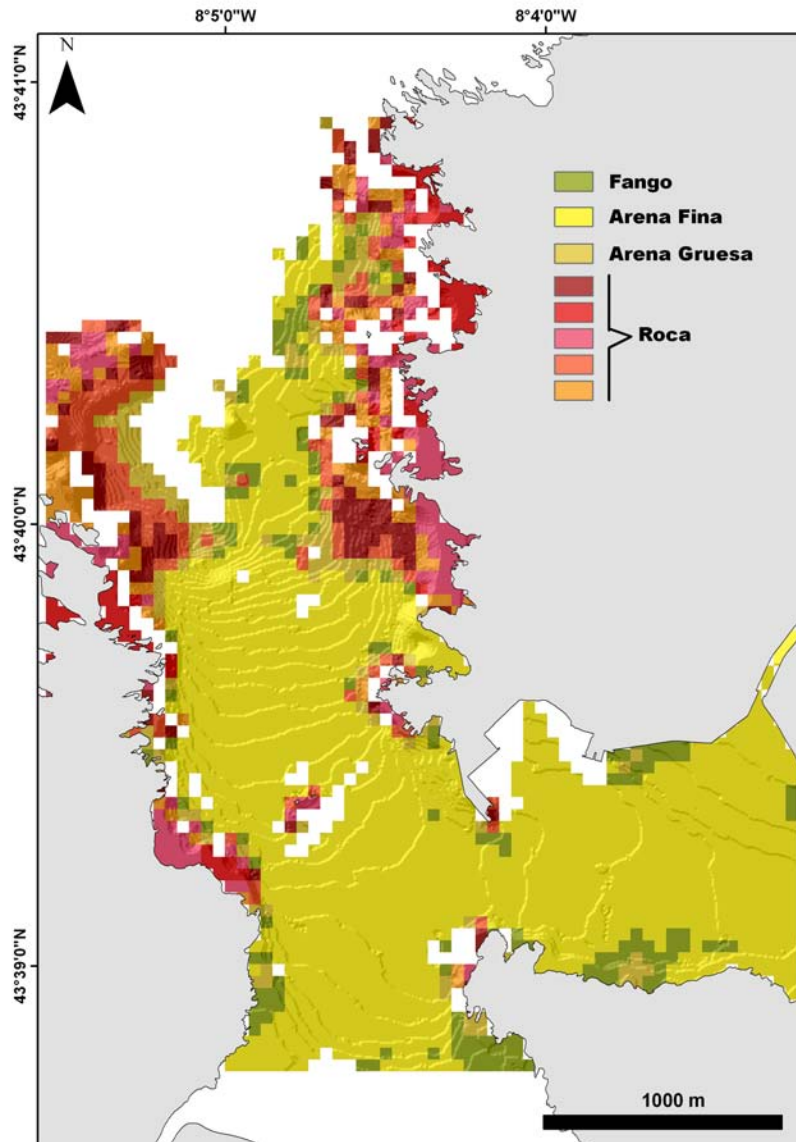 8°5'0"W
8°4'0"W
N
43°41'0"N
Fango
Arena Fina
Arena Gruesa
Roca
43°40'0"N
43°39'0"N
1000 m